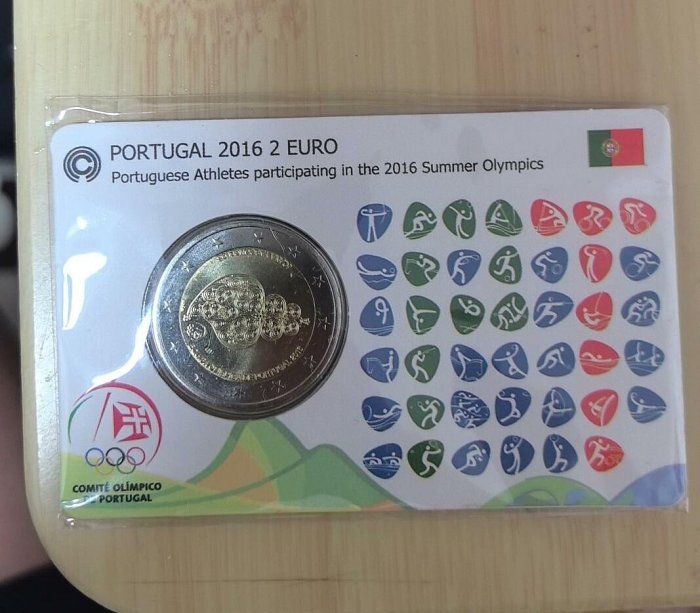 PORTUGAL 2016 2 EURO
Portuguese Athletes participating in the 2016 Summer Olympics
COMITÉ OLÍMPICO
DE PORTUGAL